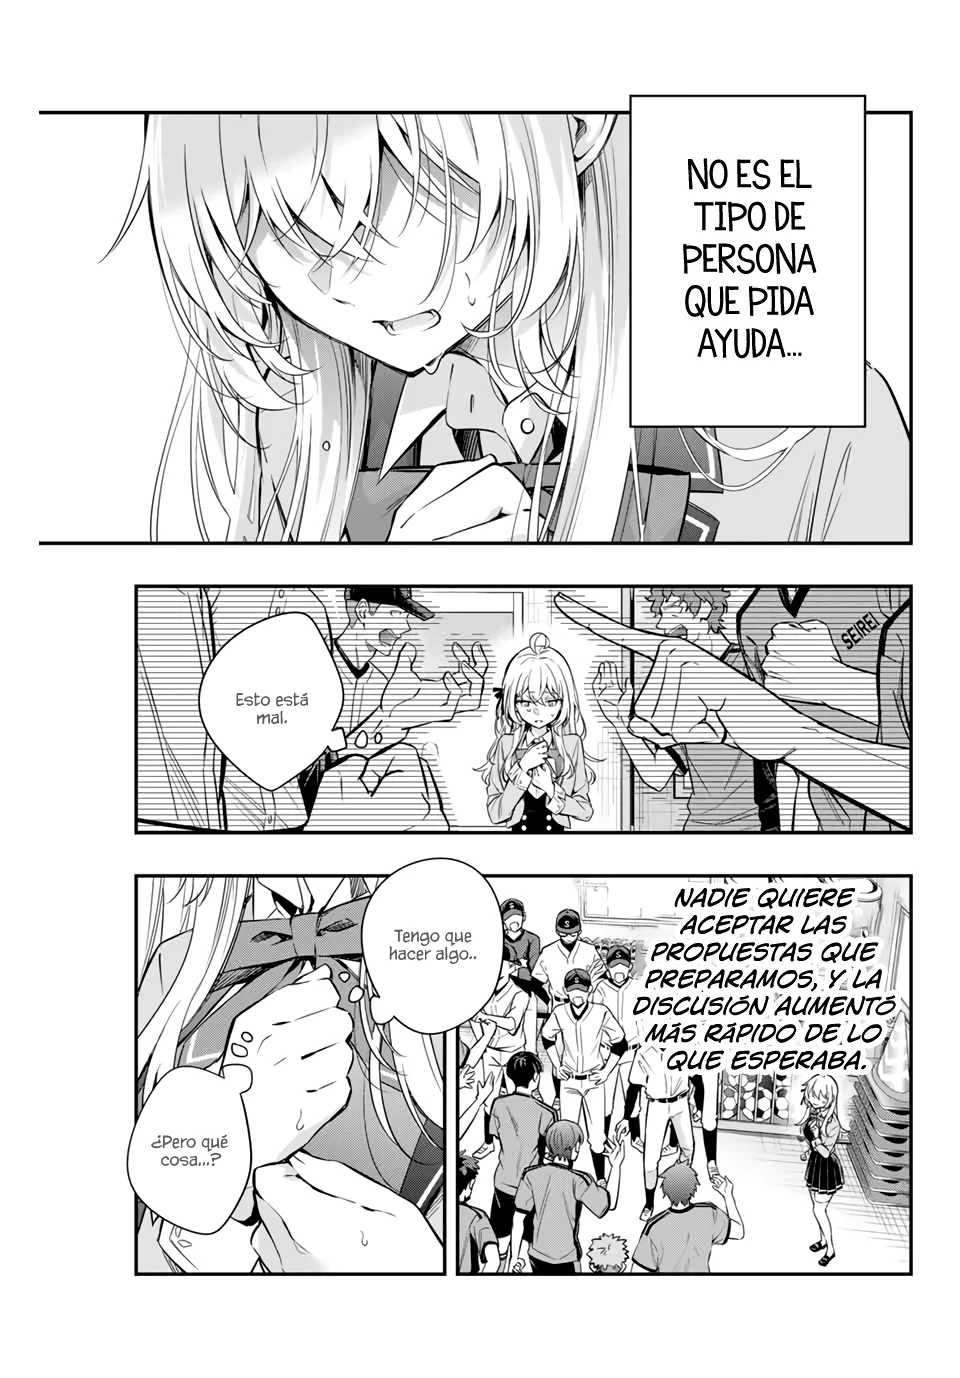 NO ES EL
TIPO DE
PERSONA
QUE PIDA
AYUDA...
SEIREI
Esto está
mal.
NADIE QUIERE
ACEPTAR LAS
PROPUESTAS QUE
PREPARAMOS, Y LA
DISCUSIÓN AUMENTÓ
MÁS RÁPIDO DE LO
QUE ESPERABA.
S
S
Tengo que
hacer algo..
¿Pero qué
cosa...?